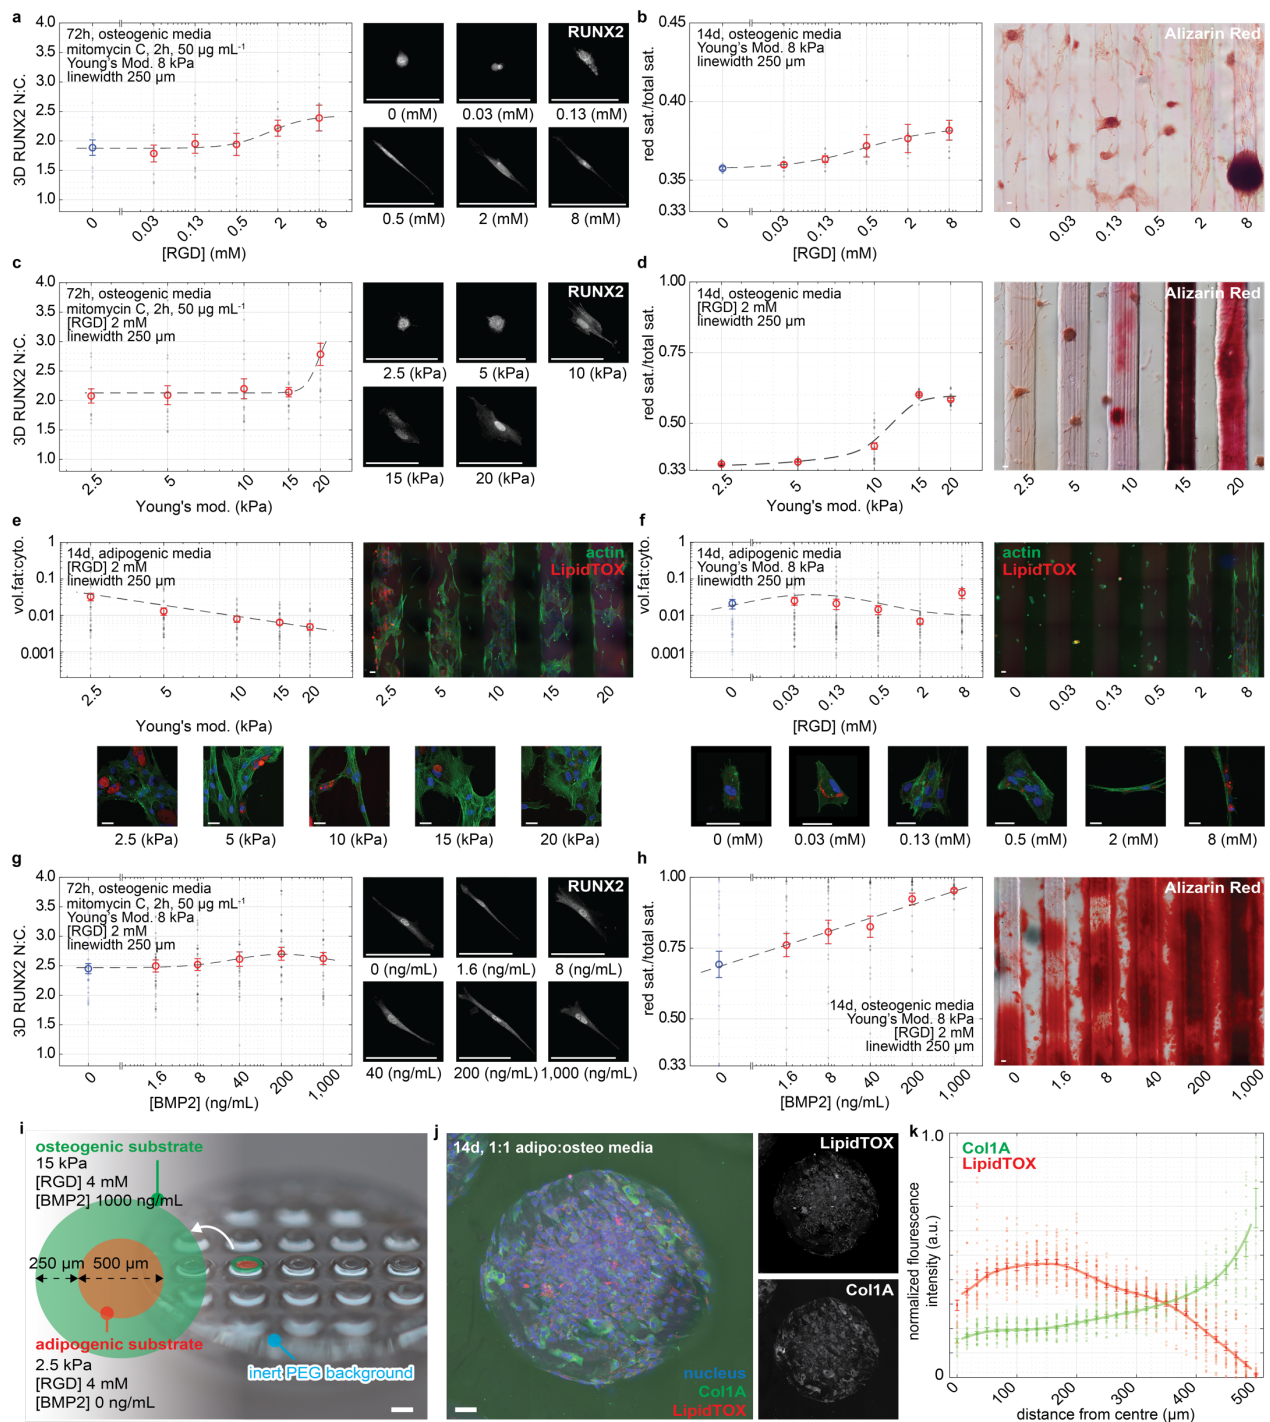 a
72h, osteogenic media
mitomycin C, 2h, 50 µg mL⁻¹
Young's Mod. 8 kPa
linewidth 250 µm
3D RUNX2 N:C.
4.0
3.5
3.0
2.5
2.0
1.5
1.0
0
0.03
0.13
0.5
2
8
[RGD] (mM)
RUNX2
0 (mM)
0.03 (mM)
0.13 (mM)
0.5 (mM)
2 (mM)
8 (mM)
b
14d, osteogenic media
Young's Mod. 8 kPa
linewidth 250 µm
red sat./total sat.
0.45
0.40
0.35
0.33
0
0.03
0.13
0.5
2
8
[RGD] (mM)
Alizarin Red
0
0.03
0.13
0.5
2
8
c
72h, osteogenic media
mitomycin C, 2h, 50 µg mL⁻¹
[RGD] 2 mM
linewidth 250 µm
3D RUNX2 N:C.
4.0
3.5
3.0
2.5
2.0
1.5
1.0
2.5
5
10
15
20
Young's mod. (kPa)
RUNX2
2.5 (kPa)
5 (kPa)
10 (kPa)
15 (kPa)
20 (kPa)
d
14d, osteogenic media
[RGD] 2 mM
linewidth 250 µm
red sat./total sat.
1.00
0.75
0.50
0.33
2.5
5
10
15
20
Young's mod. (kPa)
Alizarin Red
2.5
5
10
15
20
e
14d, adipogenic media
[RGD] 2 mM
linewidth 250 µm
vol.fat:cyto.
1
0.1
0.01
0.001
2.5
5
10
15
20
Young's mod. (kPa)
actin
LipidTOX
2.5
5
10
15
20
2.5 (kPa)
5 (kPa)
10 (kPa)
15 (kPa)
20 (kPa)
f
14d, adipogenic media
Young's Mod. 8 kPa
linewidth 250 µm
vol.fat:cyto.
1
0.1
0.01
0.001
0
0.03
0.13
0.5
2
8
[RGD] (mM)
actin
LipidTOX
0
0.03
0.13
0.5
2
8
0 (mM)
0.03 (mM)
0.13 (mM)
0.5 (mM)
2 (mM)
8 (mM)
g
72h, osteogenic media
mitomycin C, 2h, 50 µg mL⁻¹
Young's Mod. 8 kPa
[RGD] 2 mM
linewidth 250 µm
3D RUNX2 N:C.
4.0
3.5
3.0
2.5
2.0
1.5
1.0
0
1.6
8
40
200
1,000
[BMP2] (ng/mL)
RUNX2
0 (ng/mL)
1.6 (ng/mL)
8 (ng/mL)
40 (ng/mL)
200 (ng/mL)
1,000 (ng/mL)
h
14d, osteogenic media
Young's Mod. 8 kPa
[RGD] 2 mM
linewidth 250 µm
red sat./total sat.
1.00
0.75
0.50
0.33
0
1.6
8
40
200
1,000
[BMP2] (ng/mL)
Alizarin Red
0
1.6
8
40
200
1,000
i
osteogenic substrate
15 kPa
[RGD] 4 mM
[BMP2] 1000 ng/mL
250 µm
500 µm
adipogenic substrate
2.5 kPa
[RGD] 4 mM
[BMP2] 0 ng/mL
inert PEG background
j
14d, 1:1 adipo:osteo media
nucleus
Col1A
LipidTOX
LipidTOX
Col1A
k
Col1A
LipidTOX
normalized flourescence
intensity (a.u.)
1.0
0
0
100
200
300
400
500
distance from centre (µm)